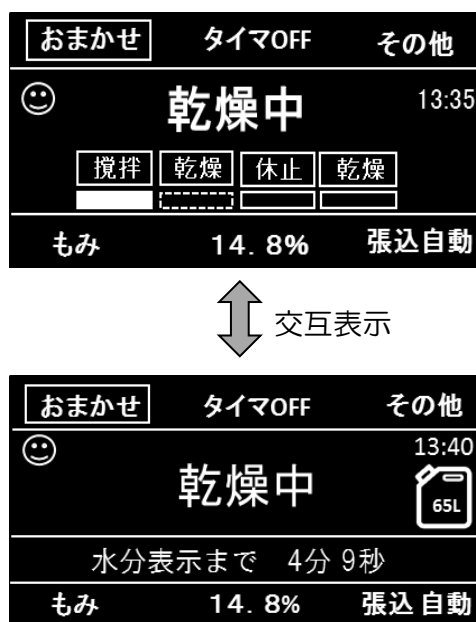 おまかせ タイマOFF その他
乾燥中 13:35
攪拌 乾燥 休止 乾燥
もみ 14.8% 張込自動
交互表示
おまかせ タイマOFF その他
13:40
乾燥中
65L
水分表示まで 4分9秒
もみ 14.8% 張込自動